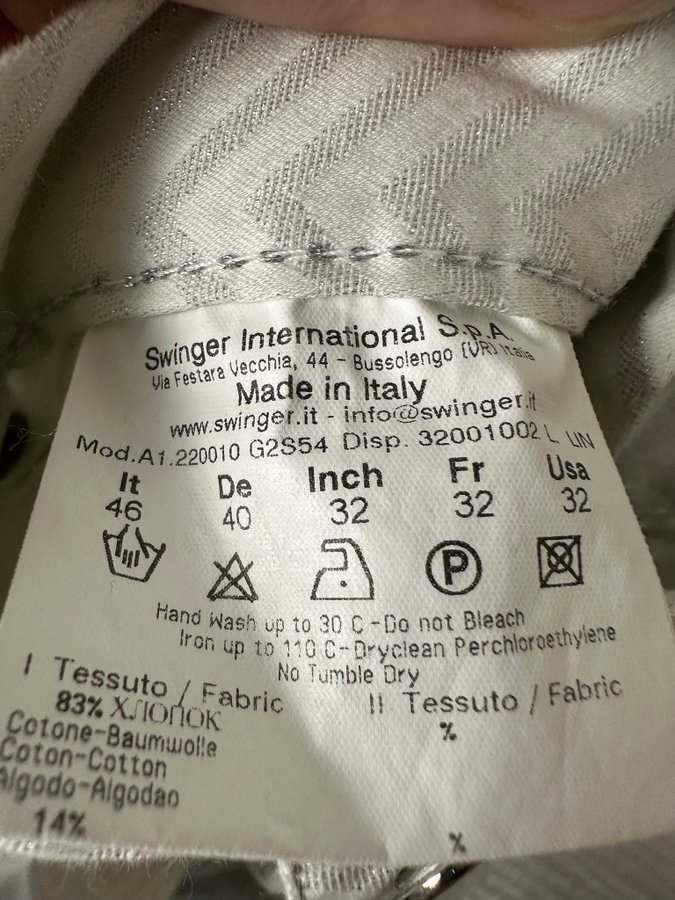 Swinger International S.p.A.
Via Festara Vecchia, 44 - Bussolengo (VR) Italia
Made in Italy
www.swinger.it - info@swinger.it
Mod.A1.220010 G2S54 Disp. 32001002 L LIN
It De Inch Fr Usa
46 40 32 32 32
P
Hand Wash up to 30 C -Do not Bleach
Iron up to 110 C-Dryclean Perchloroethylene
No Tumble Dry
I Tessuto / Fabric II Tessuto / Fabric
83% ХЛОПОК %
Cotone-Baumwolle
Coton-Cotton
Algodo-Algodao
14% %